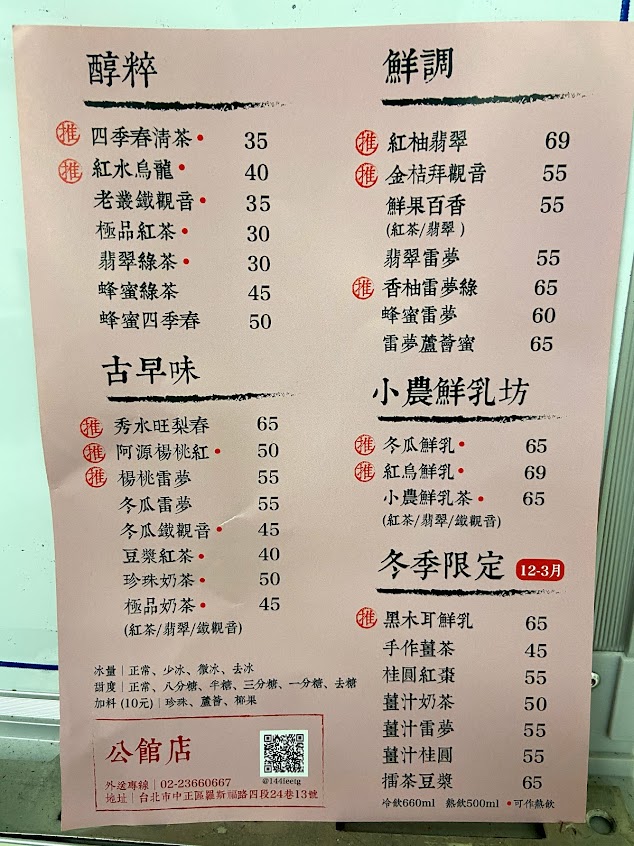 醇粹
推 四季春清茶• 35
推 紅水烏龍• 40
老叢鐵觀音• 35
極品紅茶• 30
翡翠綠茶• 30
蜂蜜綠茶 45
蜂蜜四季春 50
古早味
推 秀水旺梨春 65
推 阿源楊桃紅• 50
推 楊桃雷夢 55
冬瓜雷夢 55
冬瓜鐵觀音• 45
豆漿紅茶• 40
珍珠奶茶• 50
極品奶茶• 45
(紅茶/翡翠/鐵觀音)
冰量|正常、少冰、微冰、去冰
甜度|正常、八分糖、半糖、三分糖、一分糖、去糖
加料(10元)|珍珠、蘆薈、椰果
公館店
@144leetg
外送專線|02-23660667
地址|台北市中正區羅斯福路四段24巷13號
鮮調
推 紅柚翡翠 69
推 金桔拜觀音 55
鮮果百香 55
(紅茶/翡翠)
翡翠雷夢 55
推 香柚雷夢綠 65
蜂蜜雷夢 60
雷夢蘆薈蜜 65
小農鮮乳坊
推 冬瓜鮮乳• 65
推 紅烏鮮乳• 69
小農鮮乳茶• 65
(紅茶/翡翠/鐵觀音)
冬季限定 12-3月
推 黑木耳鮮乳 65
手作薑茶 45
桂圓紅棗 55
薑汁奶茶 50
薑汁雷夢 55
薑汁桂圓 55
擂茶豆漿 65
冷飲660ml 熱飲500ml •可作熱飲